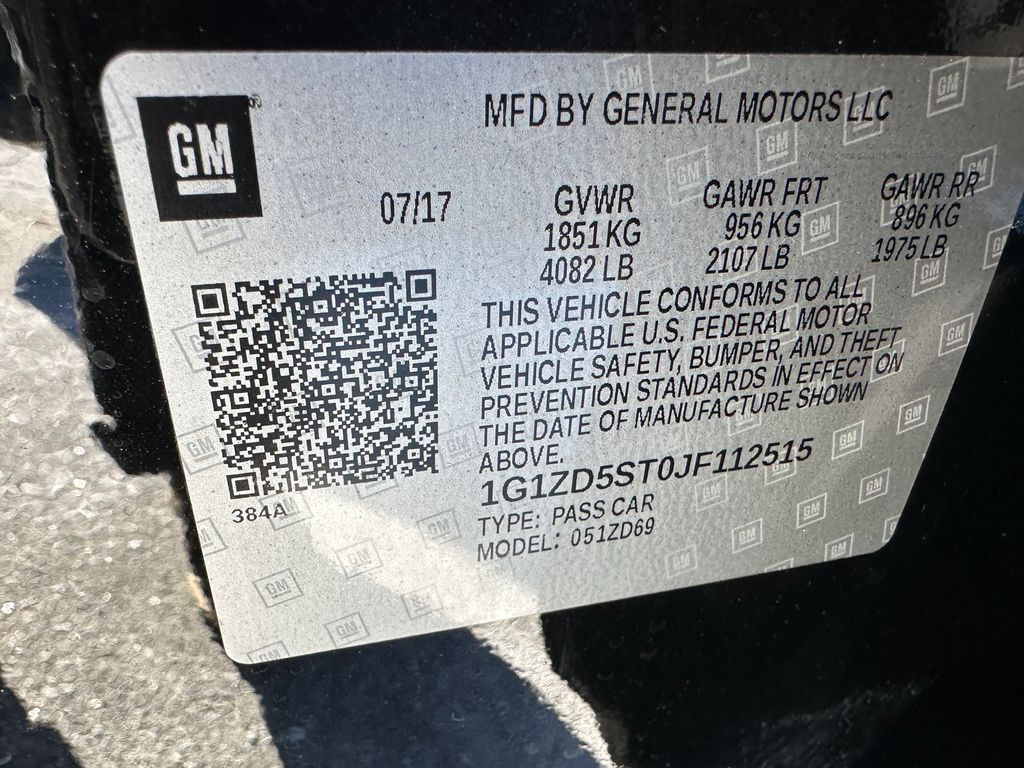 GM
MFD BY GENERAL MOTORS LLC
07/17
GVWR GAWR FRT GAWR RR
1851 KG 956 KG 896 KG
4082 LB 2107 LB 1975 LB
THIS VEHICLE CONFORMS TO ALL
APPLICABLE U.S. FEDERAL MOTOR
VEHICLE SAFETY, BUMPER, AND THEFT
PREVENTION STANDARDS IN EFFECT ON
THE DATE OF MANUFACTURE SHOWN
ABOVE.
1G1ZD5ST0JF112515
TYPE: PASS CAR
MODEL: 051ZD69
384A